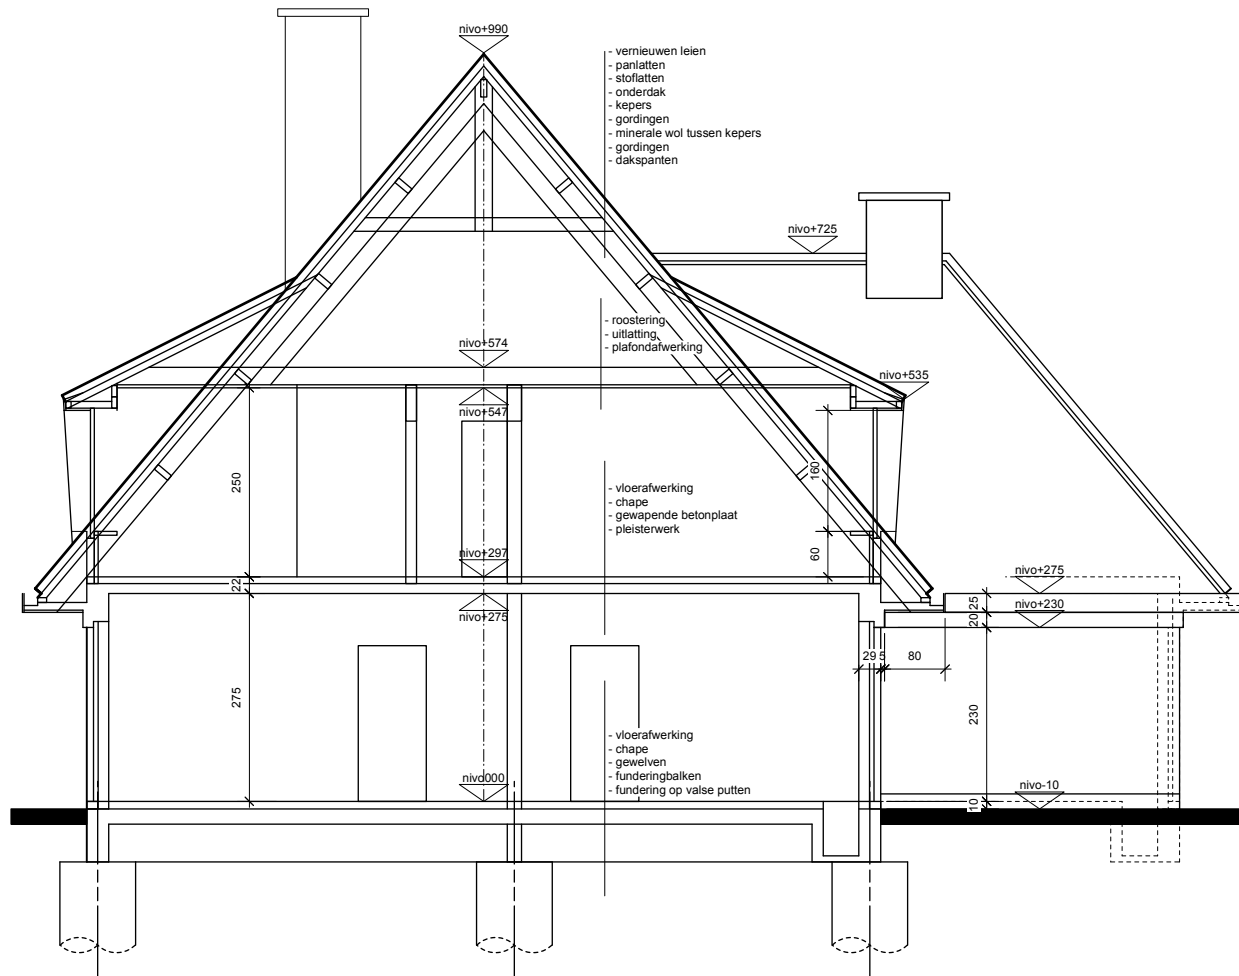 nivo+990
- vernieuwen leien
- panlatten
- stoflatten
- onderdak
- kepers
- gordingen
- minerale wol tussen kepers
- gordingen
- dakspanten
nivo+725
- roostering
- uitlatting
- plafondafwerking
nivo+574
nivo+535
nivo+547
250
160
- vloerafwerking
- chape
- gewapende betonplaat
- pleisterwerk
60
nivo+297
22
nivo+275
nivo+275
25
nivo+230
20
29
5
80
275
230
- vloerafwerking
- chape
- gewelven
- funderingbalken
- fundering op valse putten
nivo000
nivo-10
10